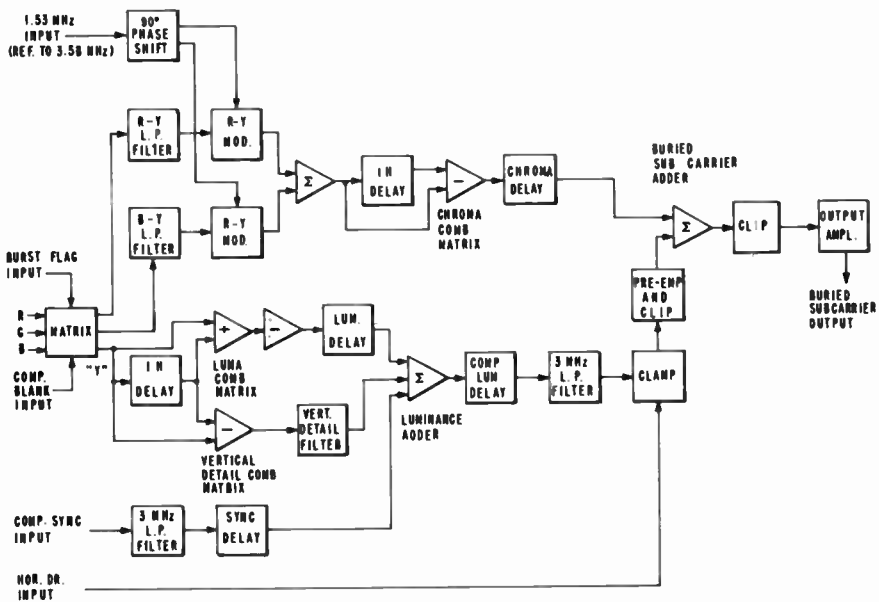 1.53 MHz
INPUT
(REF. TO 3.58 MHz)
90°
PHASE
SHIFT
R-Y
L.P.
FILTER
R-Y
MOD.
B-Y
L.P.
FILTER
R-Y
MOD.
Σ
1H
DELAY
-
CHROMA
COMB
MATRIX
CHROMA
DELAY
BURIED
SUB CARRIER
ADDER
Σ
CLIP
OUTPUT
AMPL.
BURIED
SUBCARRIER
OUTPUT
PRE-EMP
AND
CLIP
BURST FLAG
INPUT
R
G
B
MATRIX
COMP.
BLANK
INPUT
"Y"
1H
DELAY
+
LUMA
COMB
MATRIX
LUM.
DELAY
-
VERTICAL
DETAIL COMB
MATRIX
VERT.
DETAIL
FILTER
Σ
LUMINANCE
ADDER
COMP
LUM
DELAY
3 MHz
L.P.
FILTER
CLAMP
COMP. SYNC
INPUT
3 MHz
L.P.
FILTER
SYNC
DELAY
HOR. DR.
INPUT